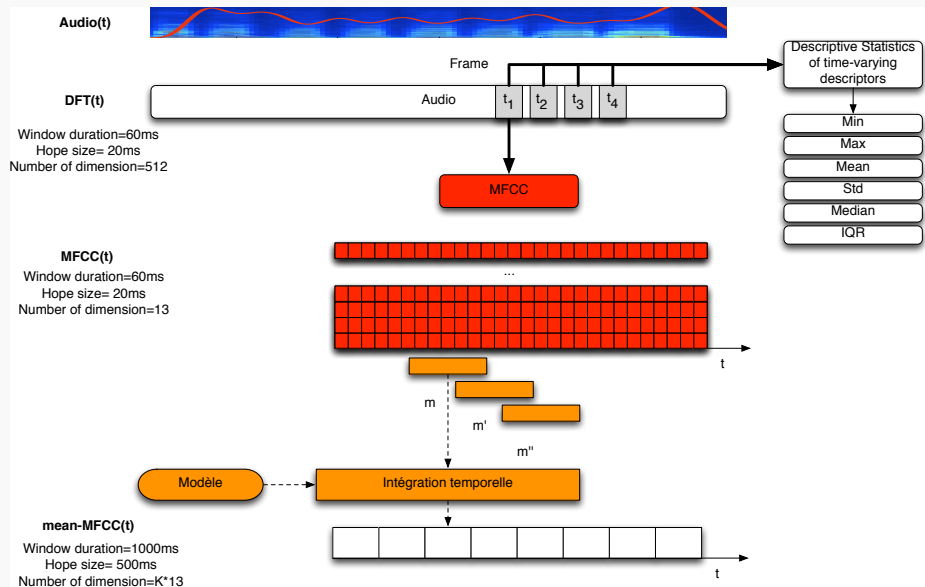 Audio(t)
Frame
Descriptive Statistics
of time-varying
descriptors
DFT(t)
Audio
t1
t2
t3
t4
Window duration=60ms
Hope size= 20ms
Number of dimension=512
Min
Max
Mean
Std
Median
IQR
MFCC
MFCC(t)
Window duration=60ms
Hope size= 20ms
Number of dimension=13
...
t
m
m'
m''
Modèle
Intégration temporelle
mean-MFCC(t)
Window duration=1000ms
Hope size= 500ms
Number of dimension=K*13
t